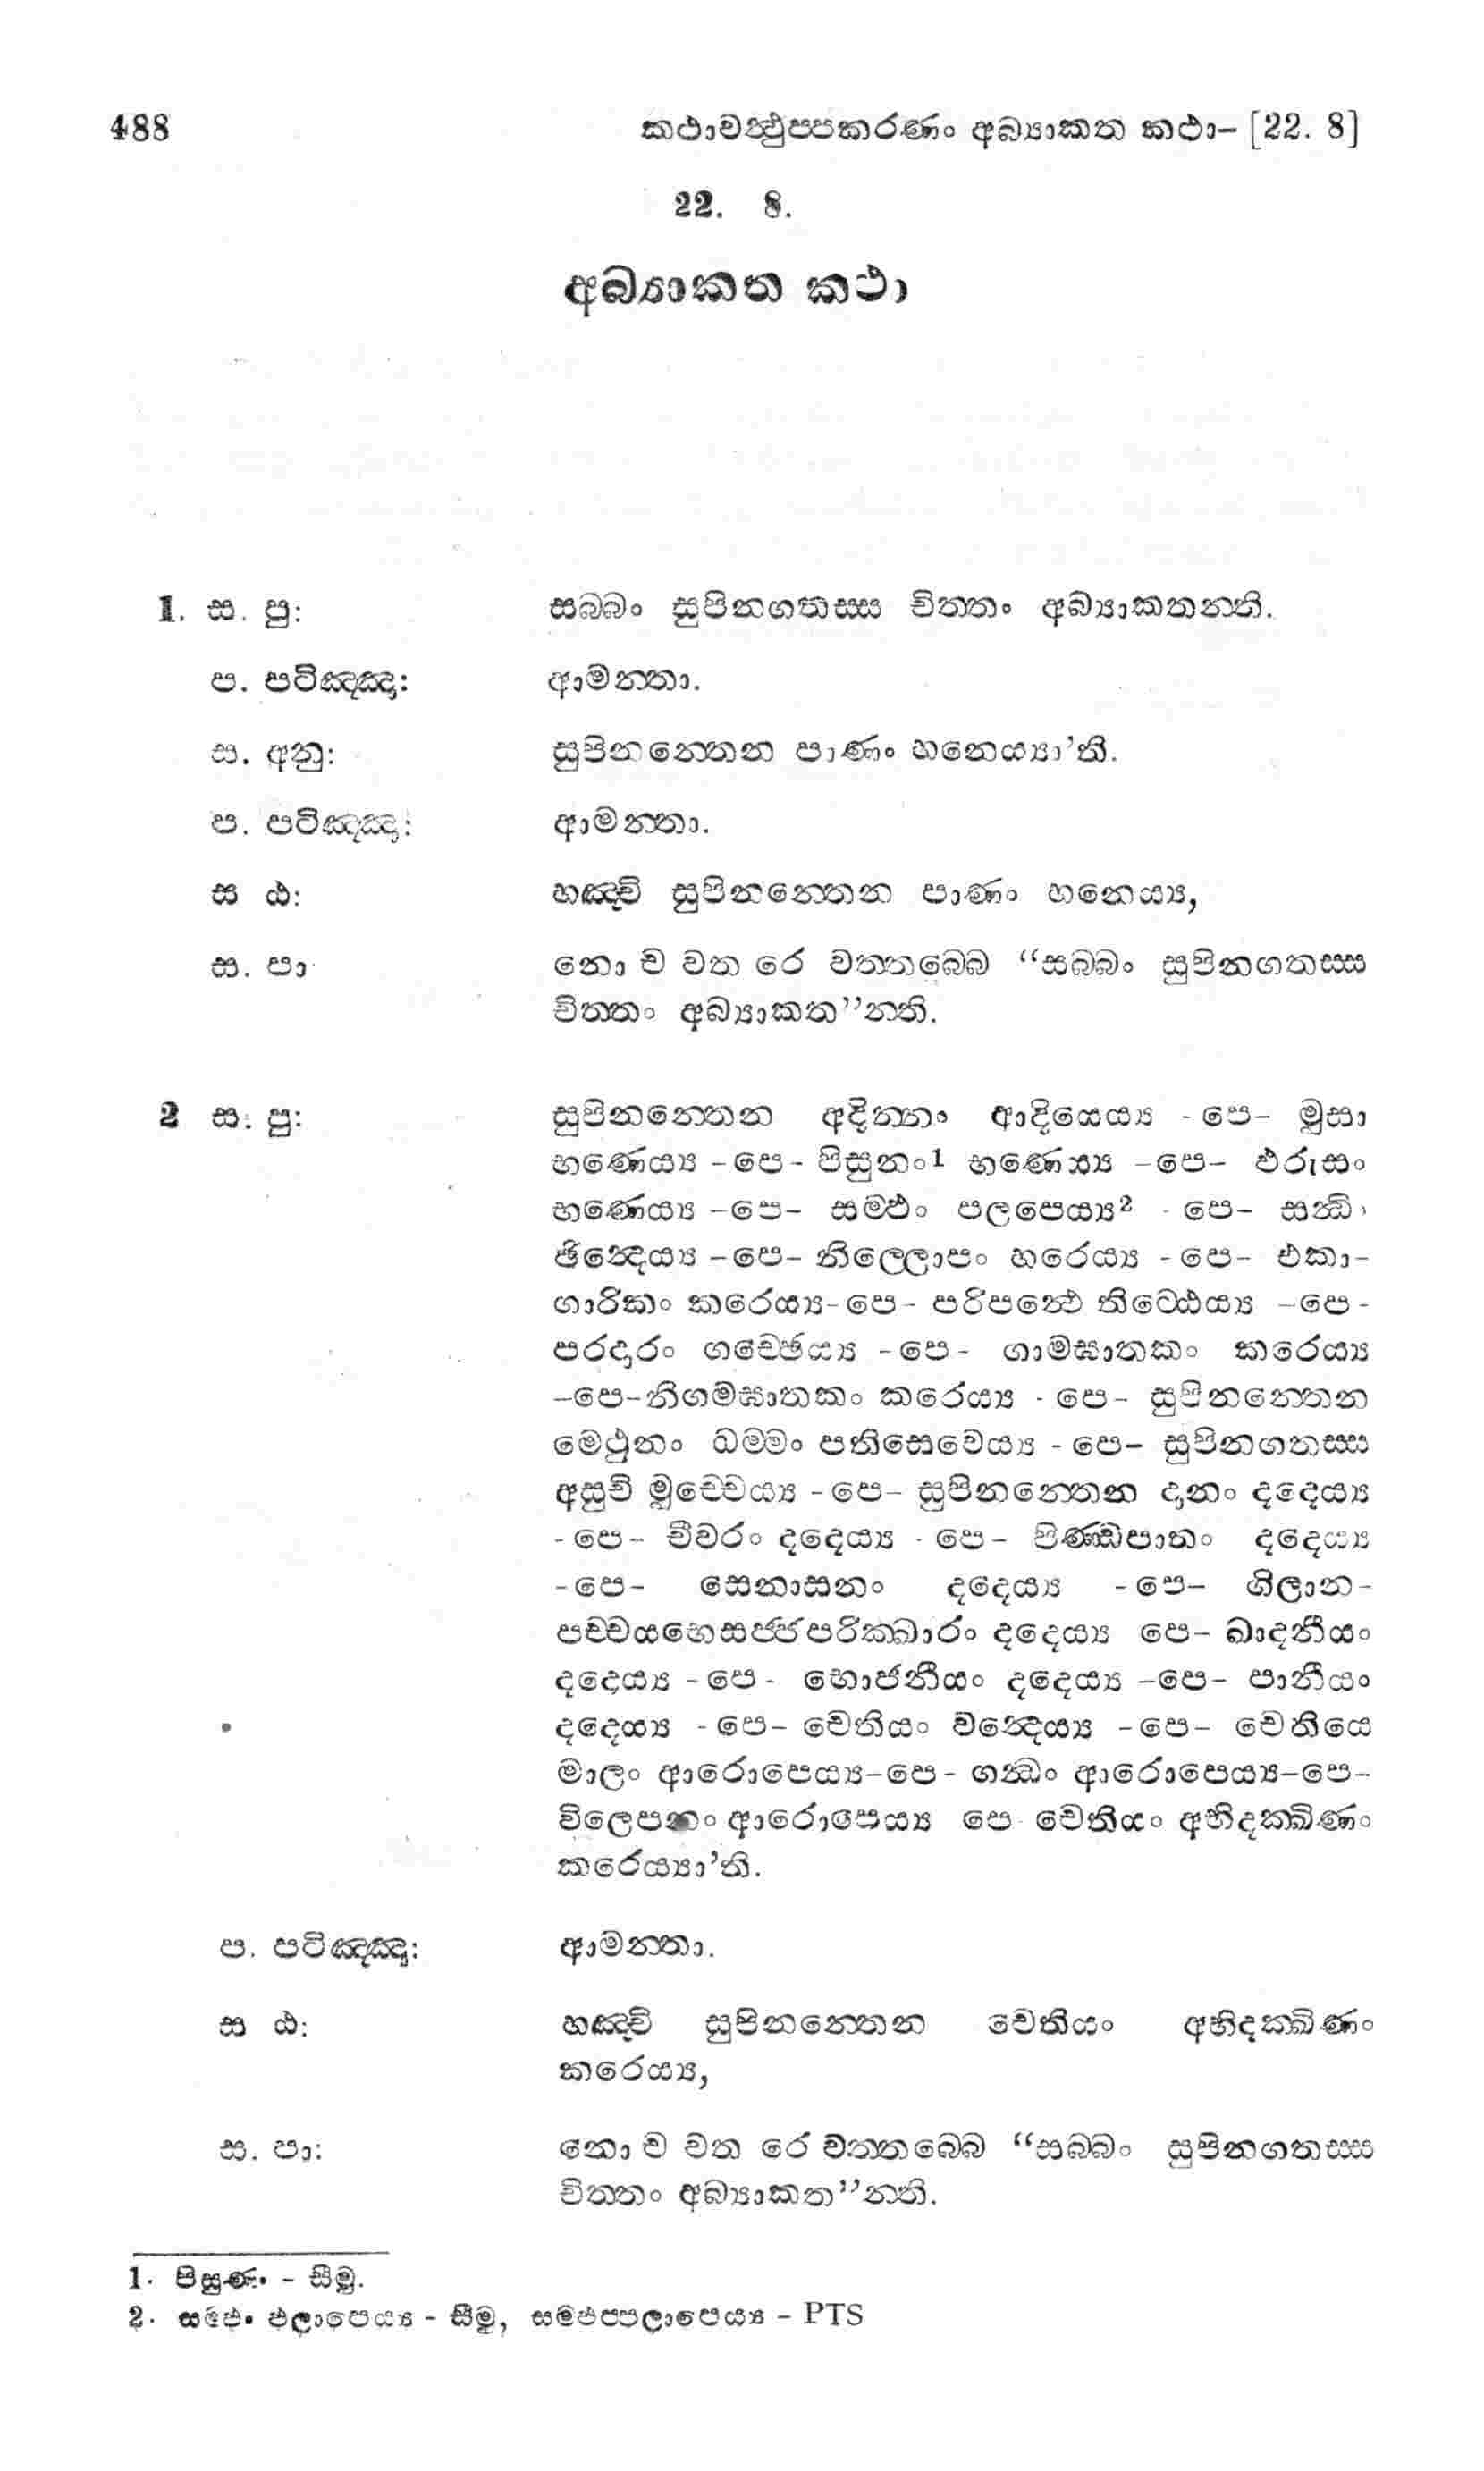 488 කථාවත්ථුප්පකරණං අබ්‍යාකත කථා– [22. 8]
22. 8.
අබ්‍යාකත කථා
1. ස. පු: සබ්බං සුපිනගතස්ස චිත්තං අබ්‍යාකතන්ති.
ප. පටිඤ්ඤා: ආමන්තා.
ස. අනු: සුපිනන්තෙන පාණං හනෙය්‍යා’ති.
ප. පටිඤ්ඤා: ආමන්තා.
ස ඨ: හඤ්චි සුපිනන්තෙන පාණං හනෙය්‍ය,
ස. පා නො ච වත රෙ වත්තබ්බෙ “සබ්බං සුපිනගතස්ස
චිත්තං අබ්‍යාකත”න්ති.
2 ස. පු: සුපිනන්තෙන අදින්නං ආදියෙය්‍ය -පෙ– මුසා
භණෙය්‍ය –පෙ- පිසුනං1 භණෙය්‍ය –පෙ– ඵරුසං
භණෙය්‍ය –පෙ– සම්ඵං පලපෙය්‍ය2 - පෙ– සන්ධිං
ඡින්දෙය්‍ය –පෙ– නිල්ලොපං හරෙය්‍ය -පෙ– එකා–
ගාරිකං කරෙය්‍ය–පෙ– පරිපන්ථෙ තිට්ඨෙය්‍ය –පෙ-
පරදාරං ගච්ඡෙය්‍ය -පෙ- ගාමඝාතකං කරෙය්‍ය
–පෙ–නිගමඝාතකං කරෙය්‍ය - පෙ– සුපිනන්තෙන
මෙථුනං ධම්මං පතිසෙවෙය්‍ය - පෙ– සුපිනගතස්ස
අසුචි මුච්චෙය්‍ය -පෙ– සුපිනන්තෙන දානං දදෙය්‍ය
-පෙ– චීවරං දදෙය්‍ය - පෙ– පිණ්ඩපාතං දදෙය්‍ය
-පෙ– සෙනාසනං දදෙය්‍ය -පෙ– ගිලාන-
පච්චයභෙසජ්ජපරික්ඛාරං දදෙය්‍ය පෙ– ඛාදනීයං
දදෙය්‍ය -පෙ- භොජනීයං දදෙය්‍ය –පෙ– පානීයං
දදෙය්‍ය -පෙ– චෙතියං වන්දෙය්‍ය -පෙ– චෙතියෙ
මාලං ආරොපෙය්‍ය–පෙ- ගන්ධං ආරොපෙය්‍ය–පෙ–
විලෙපනං ආරොපෙය්‍ය පෙ- චෙතියං අභිදක්ඛිණං
කරෙය්‍යා’ති.
ප. පටිඤ්ඤා: ආමන්තා.
ස ඨ: හඤ්චි සුපිනන්තෙන චෙතියං අභිදක්ඛිණං
කරෙය්‍ය,
ස. පා: නො ච වත රෙ වත්තබ්බෙ “සබ්බං සුපිනගතස්ස
චිත්තං අබ්‍යාකත”න්ති.
1. පිසුණං - සීමු.
2. සම්ඵං ඵලාපෙය්‍ය - සීමු, සම්ඵප්පලාපෙය්‍ය – PTS